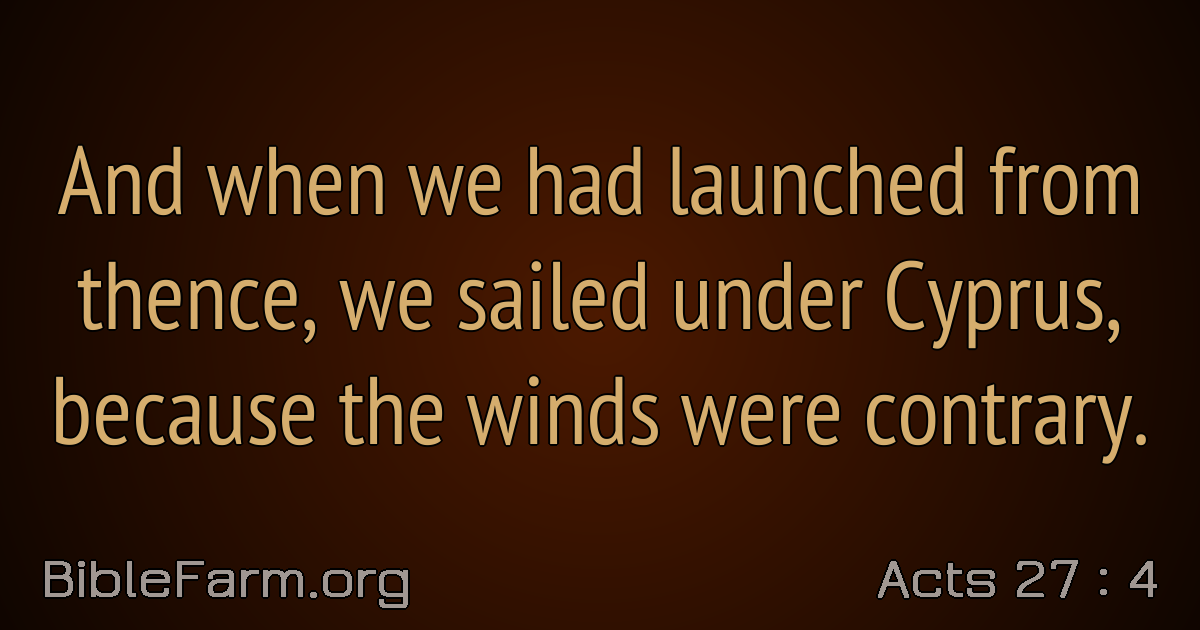 And when we had launched from
thence, we sailed under Cyprus,
because the winds were contrary.
BibleFarm.org
Acts 27 : 4